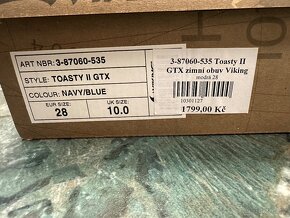 ART NBR: 3-87060-535
STYLE: TOASTY II GTX
COLOUR: NAVY/BLUE
EUR SIZE
28
UK SIZE
10.0
3-87060-535 Toasty II
GTX zimní obuv Viking
modrá 28
10301127
1799,00 Kč